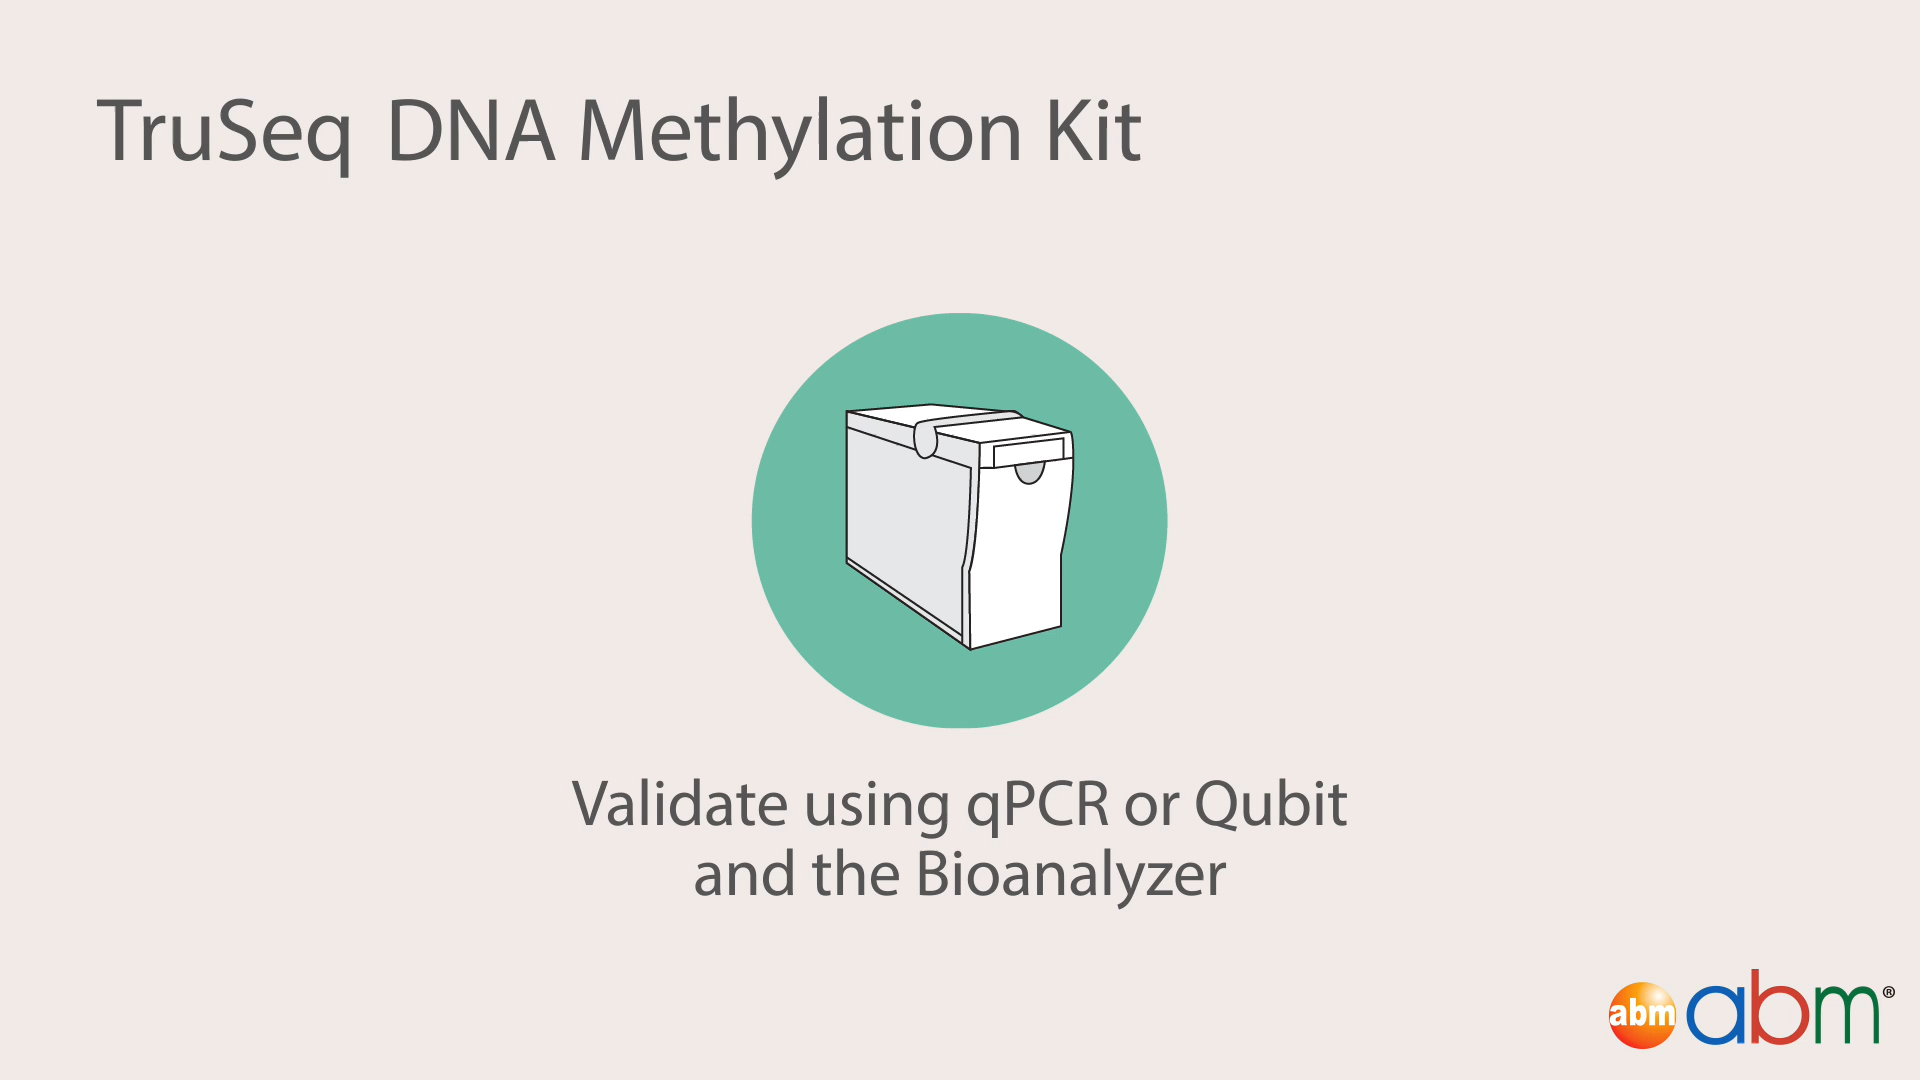 TruSeq DNA Methylation Kit
Validate using qPCR or Qubit
and the Bioanalyzer
abm abm®